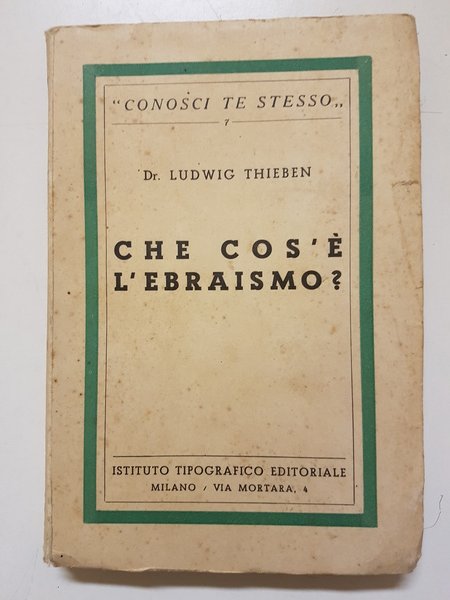 “CONOSCI TE STESSO„
7
Dr. LUDWIG THIEBEN
CHE COS'È
L'EBRAISMO?
ISTITUTO TIPOGRAFICO EDITORIALE
MILANO / VIA MORTARA, 4